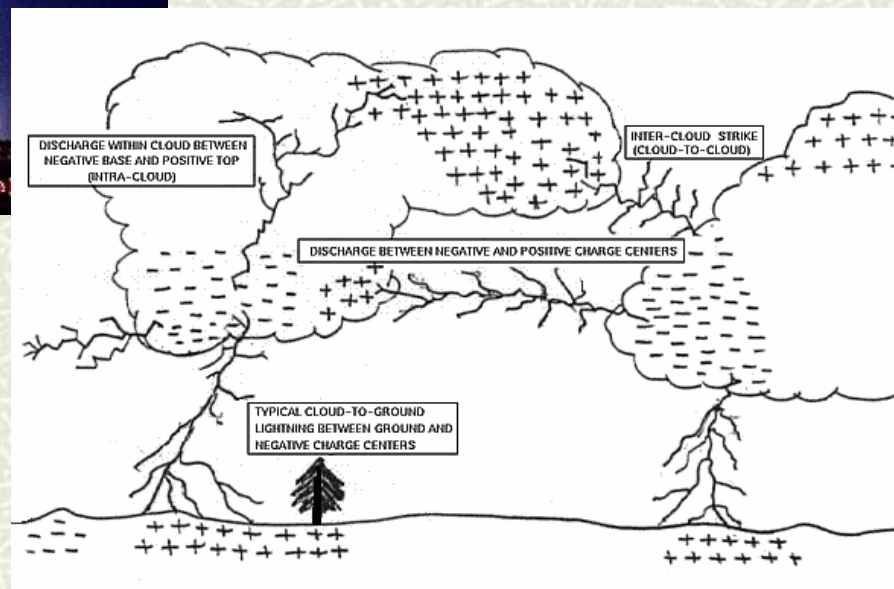 DISCHARGE WITHIN CLOUD BETWEEN
NEGATIVE BASE AND POSITIVE TOP
(INTRA-CLOUD)
INTER-CLOUD STRIKE
(CLOUD-TO-CLOUD)
DISCHARGE BETWEEN NEGATIVE AND POSITIVE CHARGE CENTERS
TYPICAL CLOUD-TO-GROUND
LIGHTNING BETWEEN GROUND AND
NEGATIVE CHARGE CENTERS